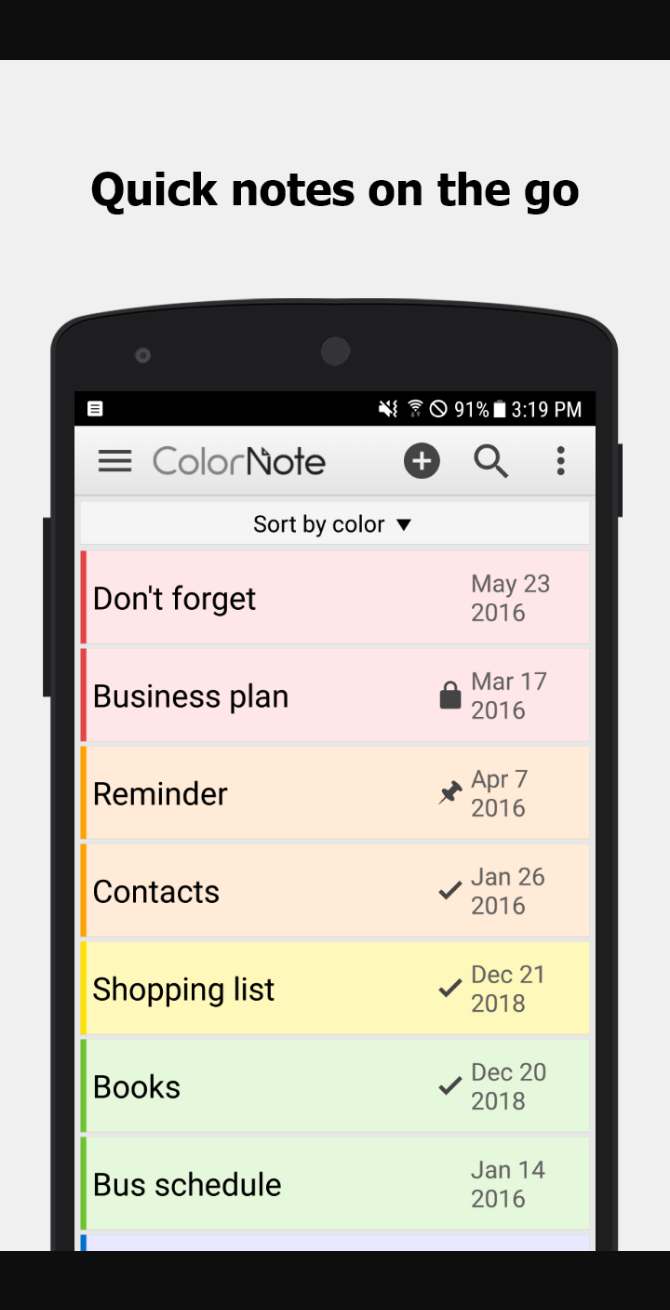 Quick notes on the go
91% 3:19 PM
ColorNote
Sort by color
Don't forget
May 23
2016
Business plan
Mar 17
2016
Reminder
Apr 7
2016
Contacts
Jan 26
2016
Shopping list
Dec 21
2018
Books
Dec 20
2018
Bus schedule
Jan 14
2016